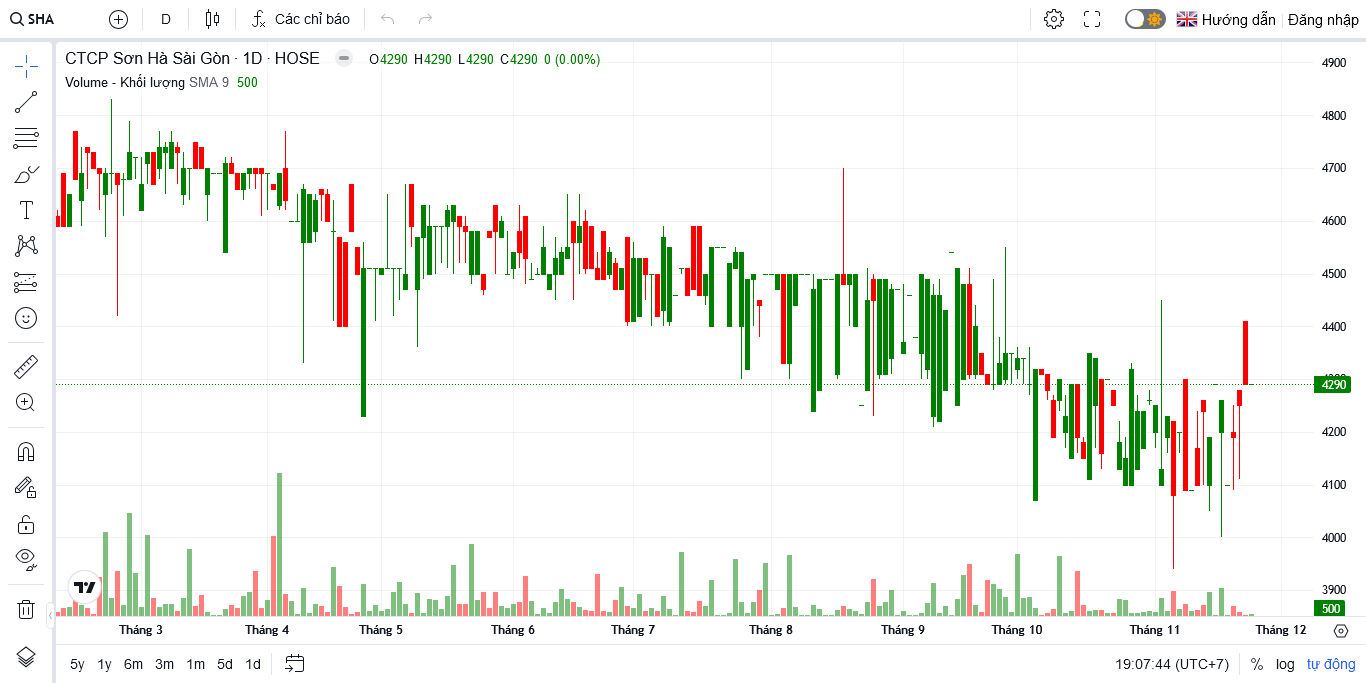 SHA D Các chỉ báo Hướng dẫn Đăng nhập
CTCP Sơn Hà Sài Gòn · 1D · HOSE O4290 H4290 L4290 C4290 0 (0.00%)
Volume - Khối lượng SMA 9 500
4900
4800
4700
4600
4500
4400
4290
4200
4100
4000
3900
500
Tháng 3 Tháng 4 Tháng 5 Tháng 6 Tháng 7 Tháng 8 Tháng 9 Tháng 10 Tháng 11 Tháng 12
5y 1y 6m 3m 1m 5d 1d 19:07:44 (UTC+7) % log tự động